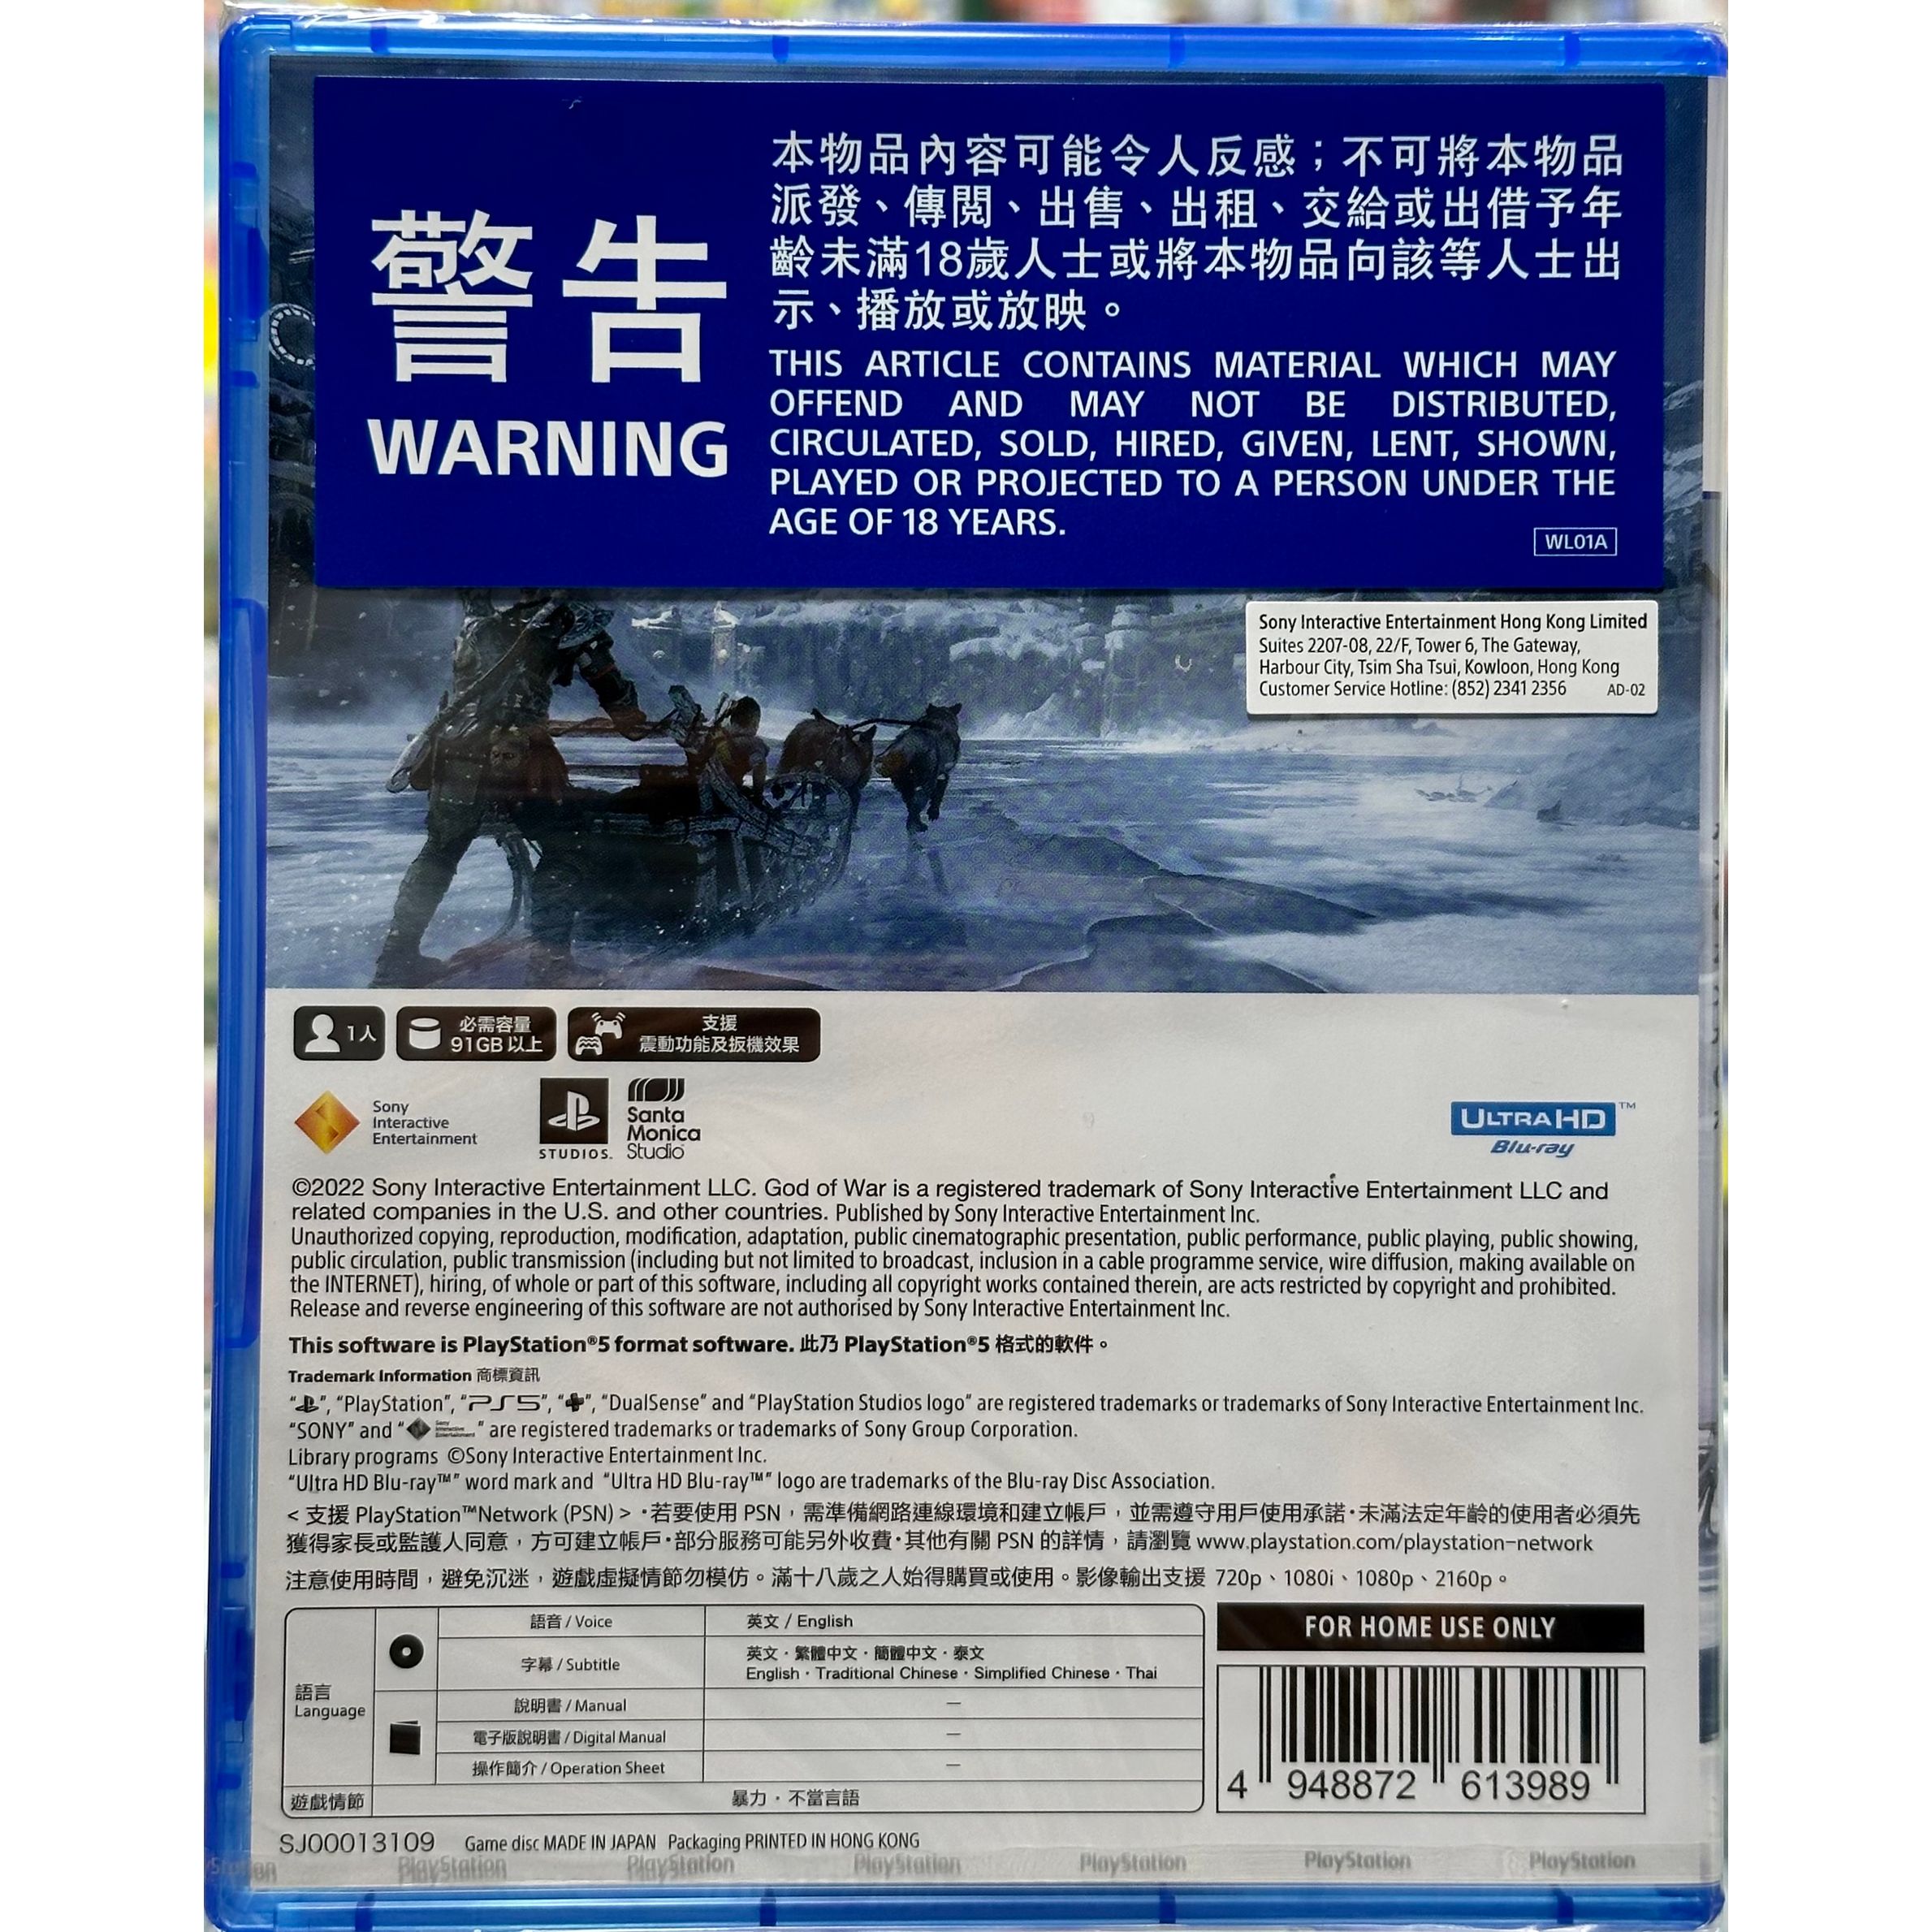 本物品內容可能令人反感；不可將本物品
派發、傳閱、出售、出租、交給或出借予年
齡未滿18歲人士或將本物品向該等人士出
示、播放或放映。
警告
WARNING
THIS ARTICLE CONTAINS MATERIAL WHICH MAY
OFFEND AND MAY NOT BE DISTRIBUTED,
CIRCULATED, SOLD, HIRED, GIVEN, LENT, SHOWN,
PLAYED OR PROJECTED TO A PERSON UNDER THE
AGE OF 18 YEARS.
WL01A
Sony Interactive Entertainment Hong Kong Limited
Suites 2207-08, 22/F, Tower 6, The Gateway,
Harbour City, Tsim Sha Tsui, Kowloon, Hong Kong
Customer Service Hotline: (852) 2341 2356 AD-02
1人
必需容量
91GB 以上
支援
震動功能及扳機效果
Sony
Interactive
Entertainment
STUDIOS.
Santa
Monica
Studio
ULTRA HD™
Blu-ray
©2022 Sony Interactive Entertainment LLC. God of War is a registered trademark of Sony Interactive Entertainment LLC and
related companies in the U.S. and other countries. Published by Sony Interactive Entertainment Inc.
Unauthorized copying, reproduction, modification, adaptation, public cinematographic presentation, public performance, public playing, public showing,
public circulation, public transmission (including but not limited to broadcast, inclusion in a cable programme service, wire diffusion, making available on
the INTERNET), hiring, of whole or part of this software, including all copyright works contained therein, are acts restricted by copyright and prohibited.
Release and reverse engineering of this software are not authorised by Sony Interactive Entertainment Inc.
This software is PlayStation®5 format software. 此乃 PlayStation®5 格式的軟件。
Trademark Information 商標資訊
“ ”, “PlayStation”, “PS5”, “ ”, “DualSense” and “PlayStation Studios logo” are registered trademarks or trademarks of Sony Interactive Entertainment Inc.
“SONY” and “Sony Interactive Entertainment” are registered trademarks or trademarks of Sony Group Corporation.
Library programs ©Sony Interactive Entertainment Inc.
“Ultra HD Blu-ray™” word mark and “Ultra HD Blu-ray™” logo are trademarks of the Blu-ray Disc Association.
< 支援 PlayStation™Network (PSN) > ·若要使用 PSN，需準備網路連線環境和建立帳戶，並需遵守用戶使用承諾·未滿法定年齡的使用者必須先
獲得家長或監護人同意，方可建立帳戶·部分服務可能另外收費·其他有關 PSN 的詳情，請瀏覽 www.playstation.com/playstation-network
注意使用時間，避免沉迷，遊戲虛擬情節勿模仿。滿十八歲之人始得購買或使用。影像輸出支援 720p、1080i、1080p、2160p。
語言
Language
語音 / Voice
英文 / English
字幕 / Subtitle
英文・繁體中文・簡體中文・泰文
English・Traditional Chinese・Simplified Chinese・Thai
說明書 / Manual
—
電子版說明書 / Digital Manual
—
操作簡介 / Operation Sheet
—
遊戲情節
暴力・不當言語
FOR HOME USE ONLY
4 948872 613989
SJ00013109 Game disc MADE IN JAPAN Packaging PRINTED IN HONG KONG
PlayStation PlayStation PlayStation PlayStation PlayStation PlayStation PlayStation